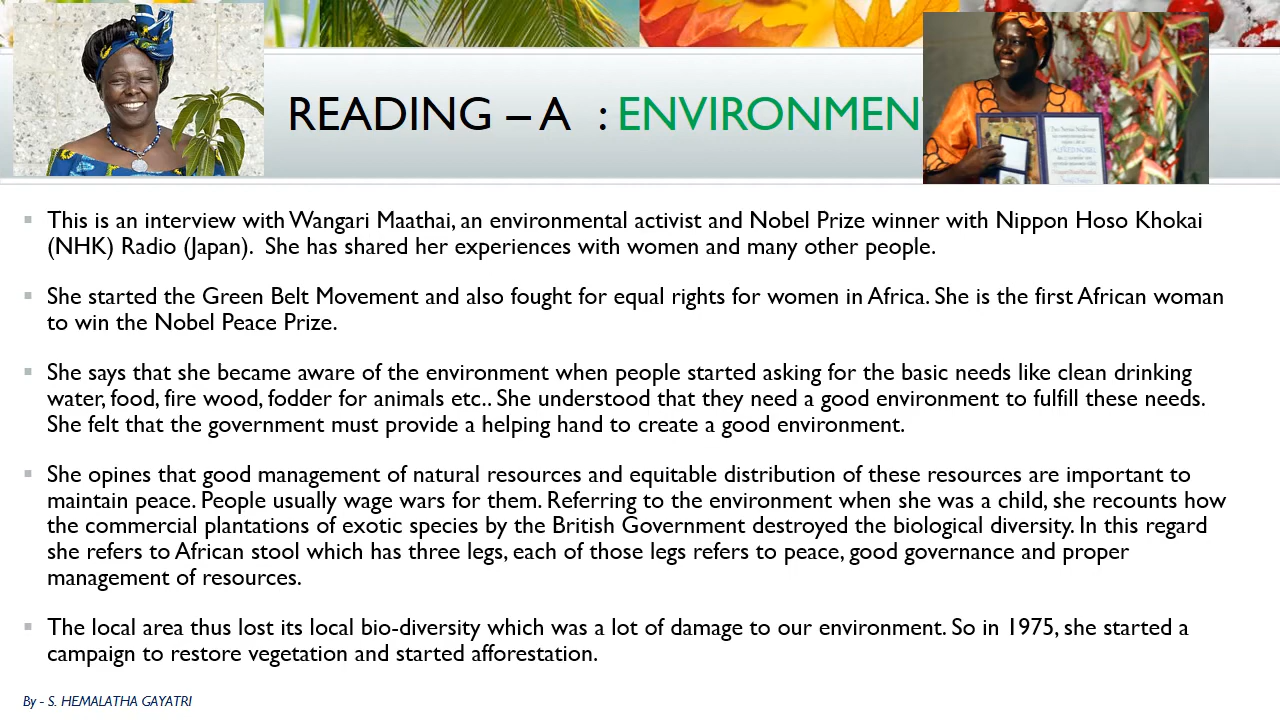 READING – A : ENVIRONMEN
ALFRED NOBEL
This is an interview with Wangari Maathai, an environmental activist and Nobel Prize winner with Nippon Hoso Khokai
(NHK) Radio (Japan). She has shared her experiences with women and many other people.
She started the Green Belt Movement and also fought for equal rights for women in Africa. She is the first African woman
to win the Nobel Peace Prize.
She says that she became aware of the environment when people started asking for the basic needs like clean drinking
water, food, fire wood, fodder for animals etc.. She understood that they need a good environment to fulfill these needs.
She felt that the government must provide a helping hand to create a good environment.
She opines that good management of natural resources and equitable distribution of these resources are important to
maintain peace. People usually wage wars for them. Referring to the environment when she was a child, she recounts how
the commercial plantations of exotic species by the British Government destroyed the biological diversity. In this regard
she refers to African stool which has three legs, each of those legs refers to peace, good governance and proper
management of resources.
The local area thus lost its local bio-diversity which was a lot of damage to our environment. So in 1975, she started a
campaign to restore vegetation and started afforestation.
By - S. HEMALATHA GAYATRI